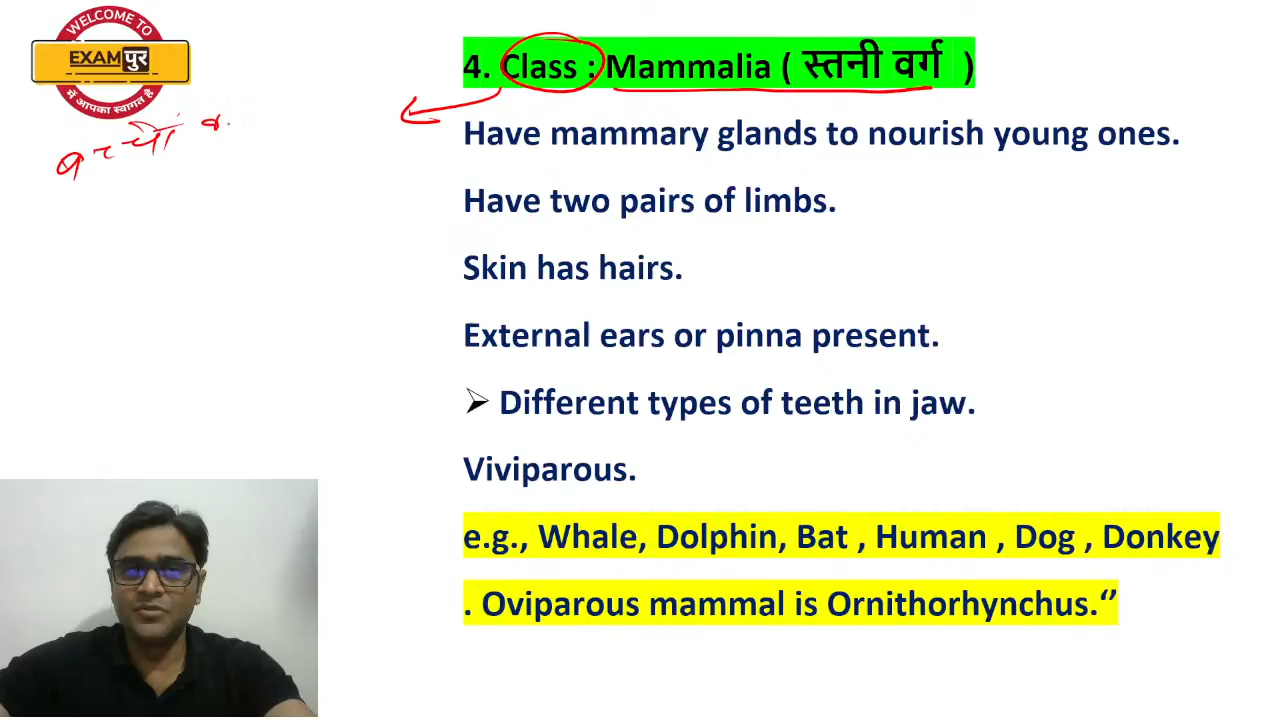 WELCOME TO
EXAMपुर
में आपका स्वागत है
बच्चों
4. Class : Mammalia ( स्तनी वर्ग )
Have mammary glands to nourish young ones.
Have two pairs of limbs.
Skin has hairs.
External ears or pinna present.
➢ Different types of teeth in jaw.
Viviparous.
e.g., Whale, Dolphin, Bat , Human , Dog , Donkey
. Oviparous mammal is Ornithorhynchus.‘’